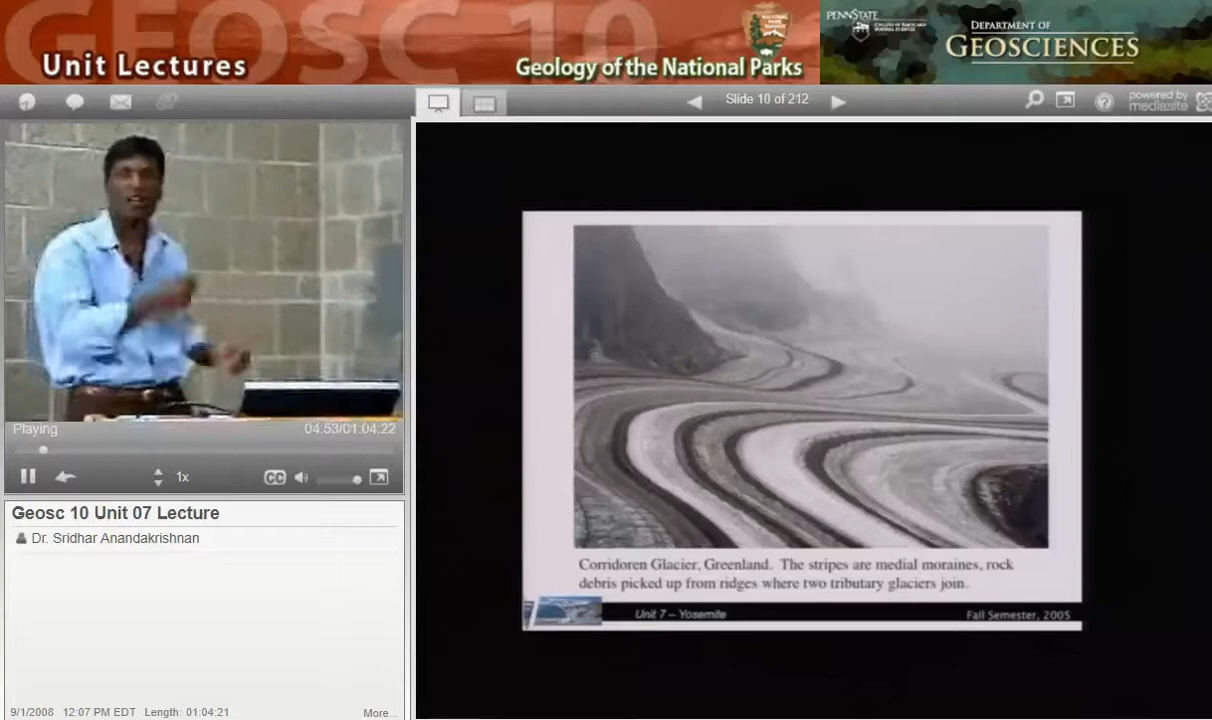 GEOSC 10
Unit Lectures
Geology of the National Parks
PENNSTATE
DEPARTMENT OF
GEOSCIENCES
Slide 10 of 212
powered by
mediasite
Playing
04:53/01:04:22
1x
CC
Geosc 10 Unit 07 Lecture
Dr. Sridhar Anandakrishnan
Corridoren Glacier, Greenland. The stripes are medial moraines, rock
debris picked up from ridges where two tributary glaciers join.
Unit 7 – Yosemite
Fall Semester, 2005
9/1/2008 12:07 PM EDT Length: 01:04:21
More...